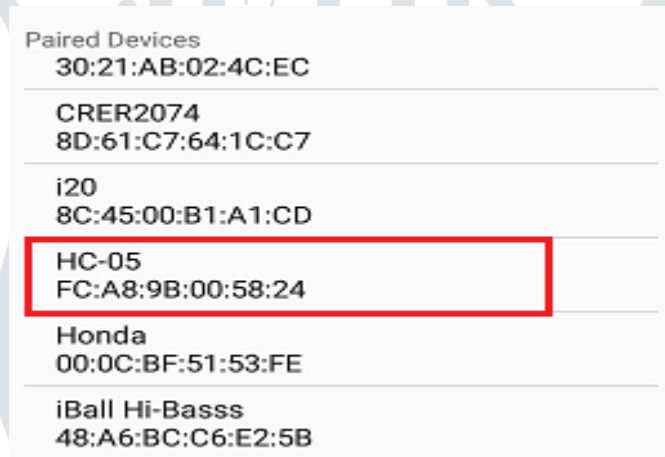 Paired Devices
30:21:AB:02:4C:EC
CRER2074
8D:61:C7:64:1C:C7
i20
8C:45:00:B1:A1:CD
HC-05
FC:A8:9B:00:58:24
Honda
00:0C:BF:51:53:FE
iBall Hi-Basss
48:A6:BC:C6:E2:5B